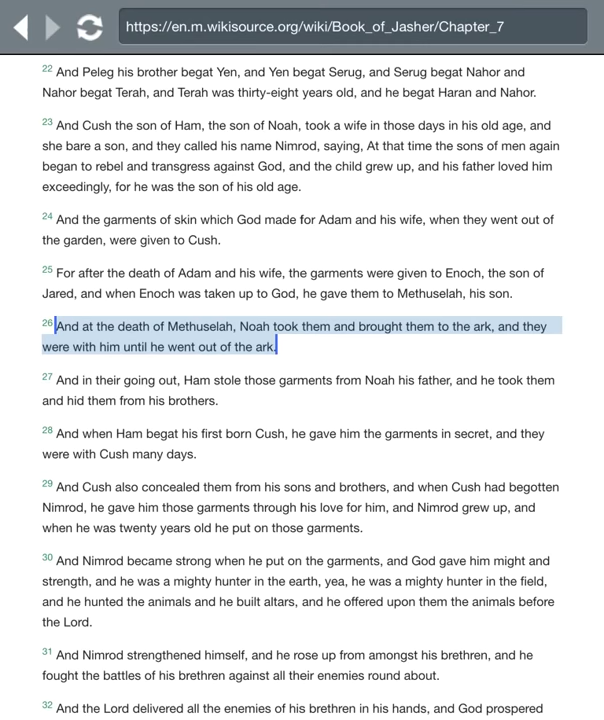 https://en.m.wikisource.org/wiki/Book_of_Jasher/Chapter_7
22 And Peleg his brother begat Yen, and Yen begat Serug, and Serug begat Nahor and
Nahor begat Terah, and Terah was thirty-eight years old, and he begat Haran and Nahor.
23 And Cush the son of Ham, the son of Noah, took a wife in those days in his old age, and
she bare a son, and they called his name Nimrod, saying, At that time the sons of men again
began to rebel and transgress against God, and the child grew up, and his father loved him
exceedingly, for he was the son of his old age.
24 And the garments of skin which God made for Adam and his wife, when they went out of
the garden, were given to Cush.
25 For after the death of Adam and his wife, the garments were given to Enoch, the son of
Jared, and when Enoch was taken up to God, he gave them to Methuselah, his son.
26 And at the death of Methuselah, Noah took them and brought them to the ark, and they
were with him until he went out of the ark.
27 And in their going out, Ham stole those garments from Noah his father, and he took them
and hid them from his brothers.
28 And when Ham begat his first born Cush, he gave him the garments in secret, and they
were with Cush many days.
29 And Cush also concealed them from his sons and brothers, and when Cush had begotten
Nimrod, he gave him those garments through his love for him, and Nimrod grew up, and
when he was twenty years old he put on those garments.
30 And Nimrod became strong when he put on the garments, and God gave him might and
strength, and he was a mighty hunter in the earth, yea, he was a mighty hunter in the field,
and he hunted the animals and he built altars, and he offered upon them the animals before
the Lord.
31 And Nimrod strengthened himself, and he rose up from amongst his brethren, and he
fought the battles of his brethren against all their enemies round about.
32 And the Lord delivered all the enemies of his brethren in his hands, and God prospered